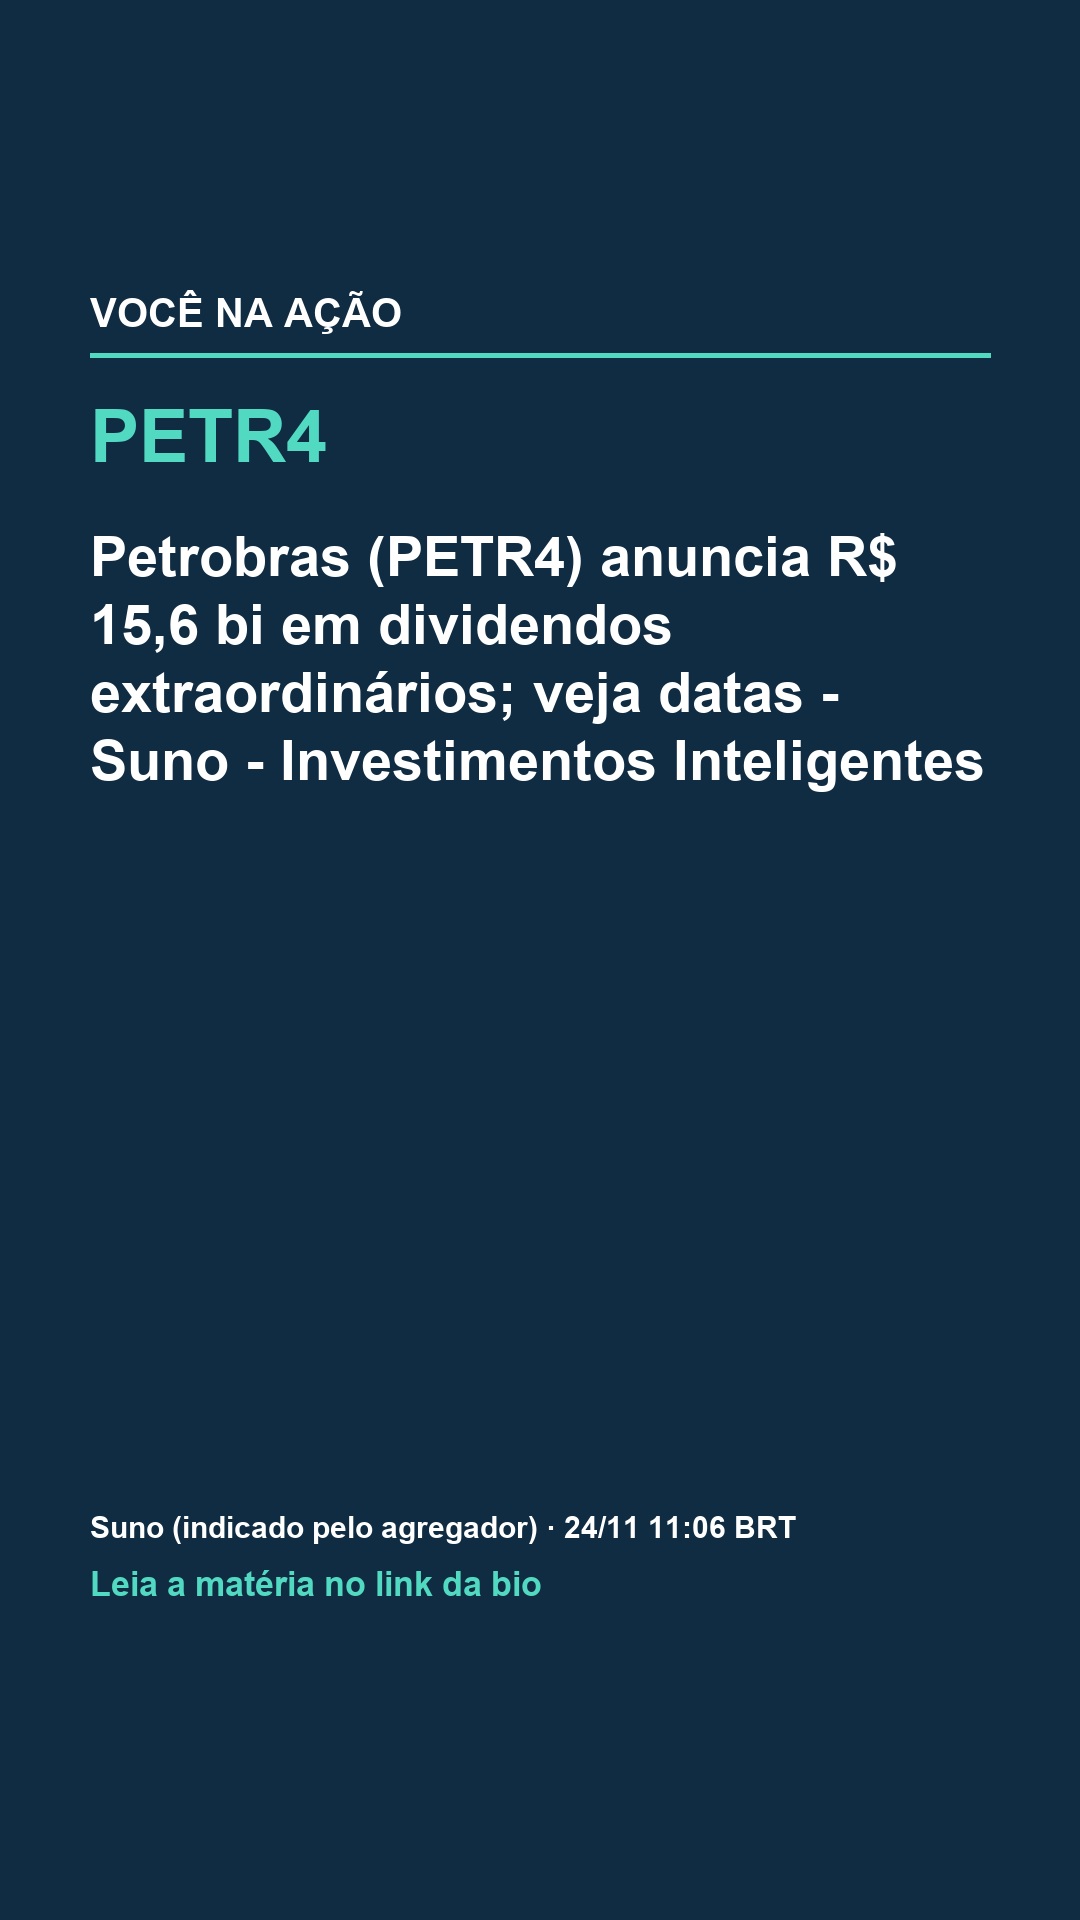 VOCÊ NA AÇÃO
PETR4
Petrobras (PETR4) anuncia R$
15,6 bi em dividendos
extraordinários; veja datas -
Suno - Investimentos Inteligentes
Suno (indicado pelo agregador) · 24/11 11:06 BRT
Leia a matéria no link da bio